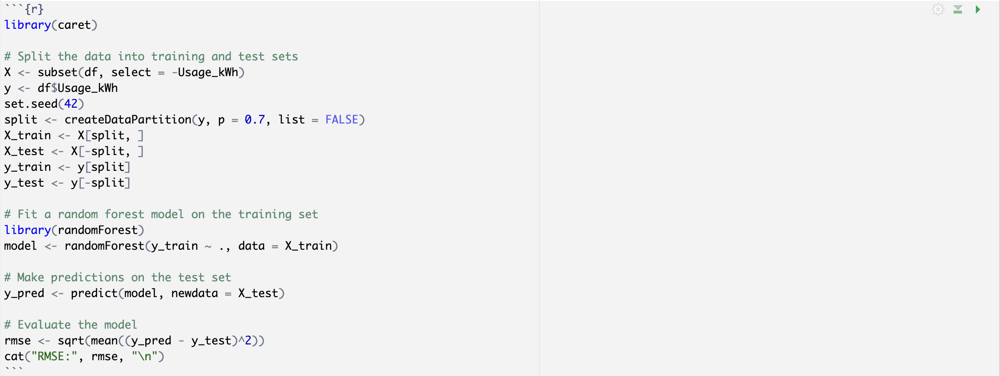 ```{r}
library(caret)
# Split the data into training and test sets
X <- subset(df, select = -Usage_kWh)
y <- df$Usage_kWh
set.seed(42)
split <- createDataPartition(y, p = 0.7, list = FALSE)
X_train <- X[split, ]
X_test <- X[-split, ]
y_train <- y[split]
y_test <- y[-split]
# Fit a random forest model on the training set
library(randomForest)
model <- randomForest(y_train ~ ., data = X_train)
# Make predictions on the test set
y_pred <- predict(model, newdata = X_test)
# Evaluate the model
rmse <- sqrt(mean((y_pred - y_test)^2))
cat("RMSE:", rmse, "\n")
```